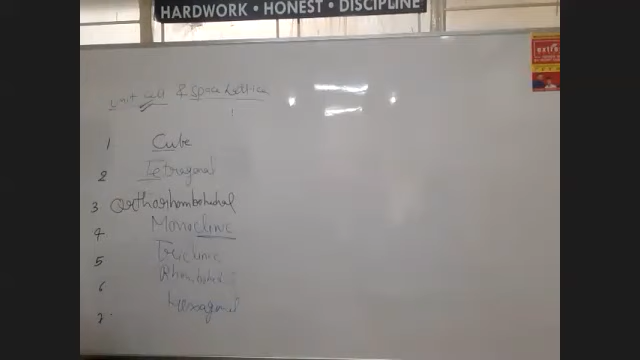 HARDWORK • HONEST • DISCIPLINE
Unit cell & Space Lattice
1 Cube
2 Tetragonal
3 Orthorhombohedral
4 Monoclinic
5 Triclinic
6 Rhombohedral
7 Hexagonal